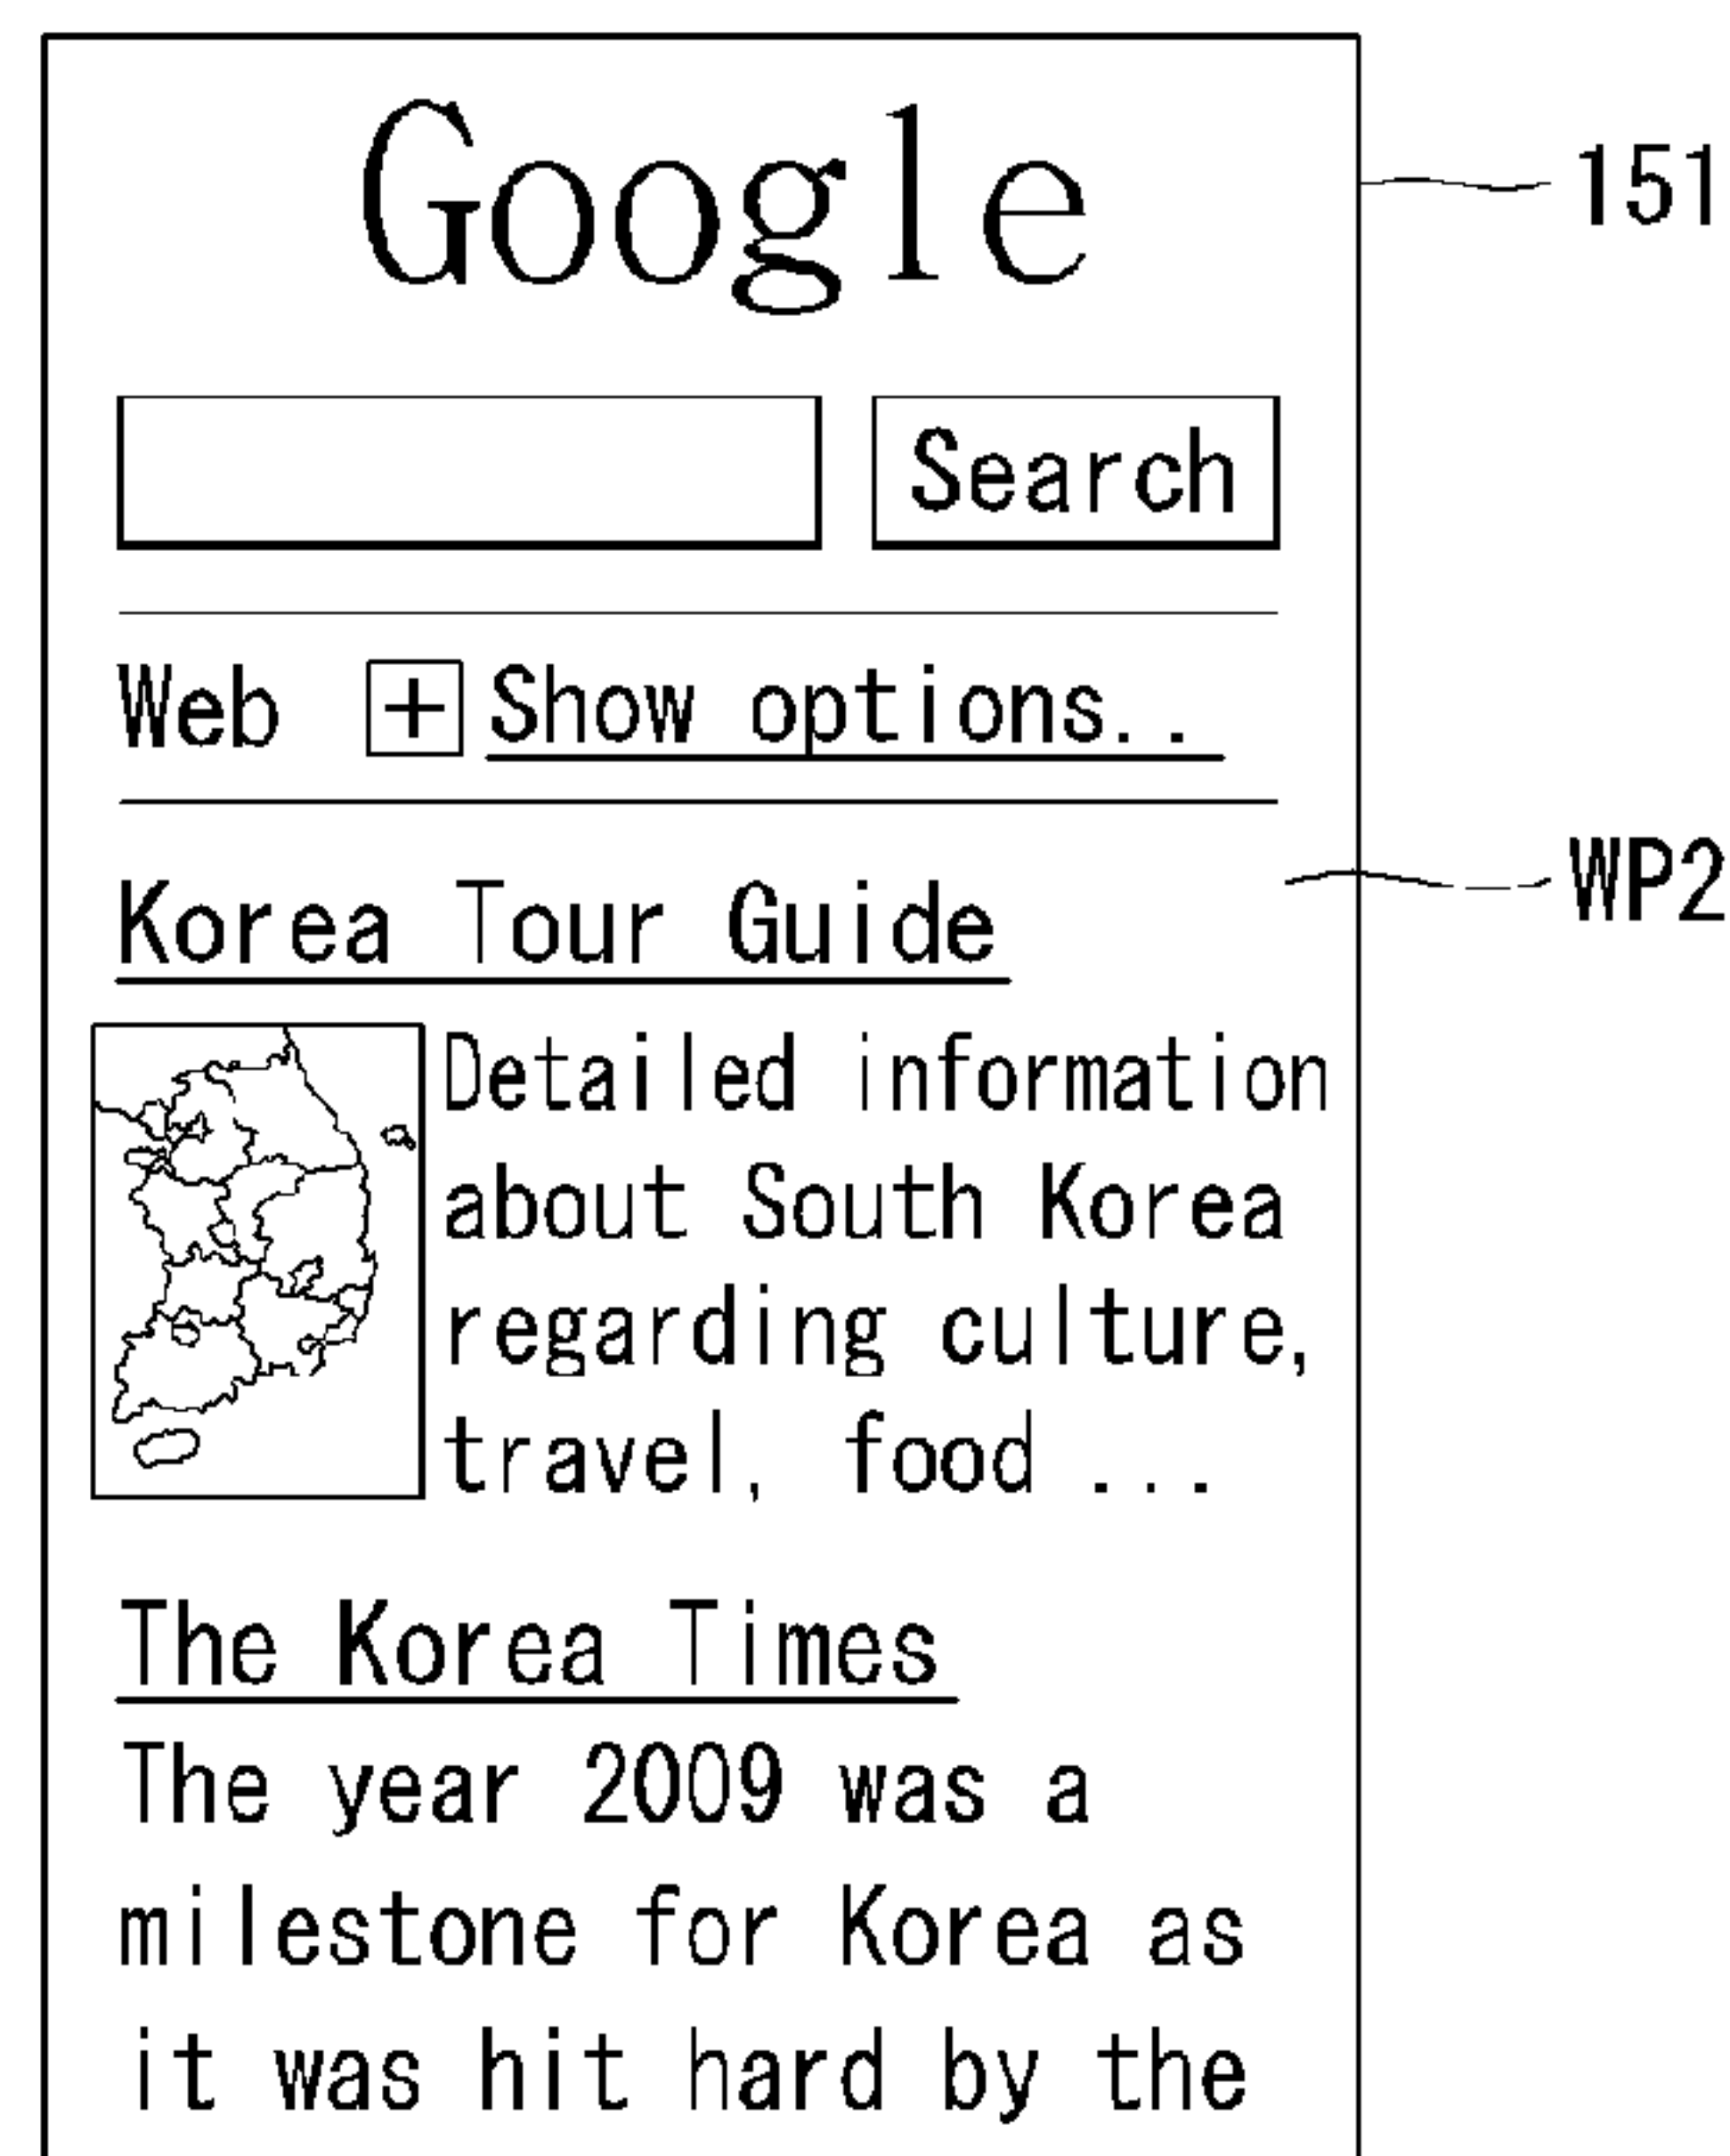 Google
151
Search
Web + Show options..
WP2
Korea Tour Guide
Detailed information
about South Korea
regarding culture,
travel, food ...
The Korea Times
The year 2009 was a
milestone for Korea as
it was hit hard by the